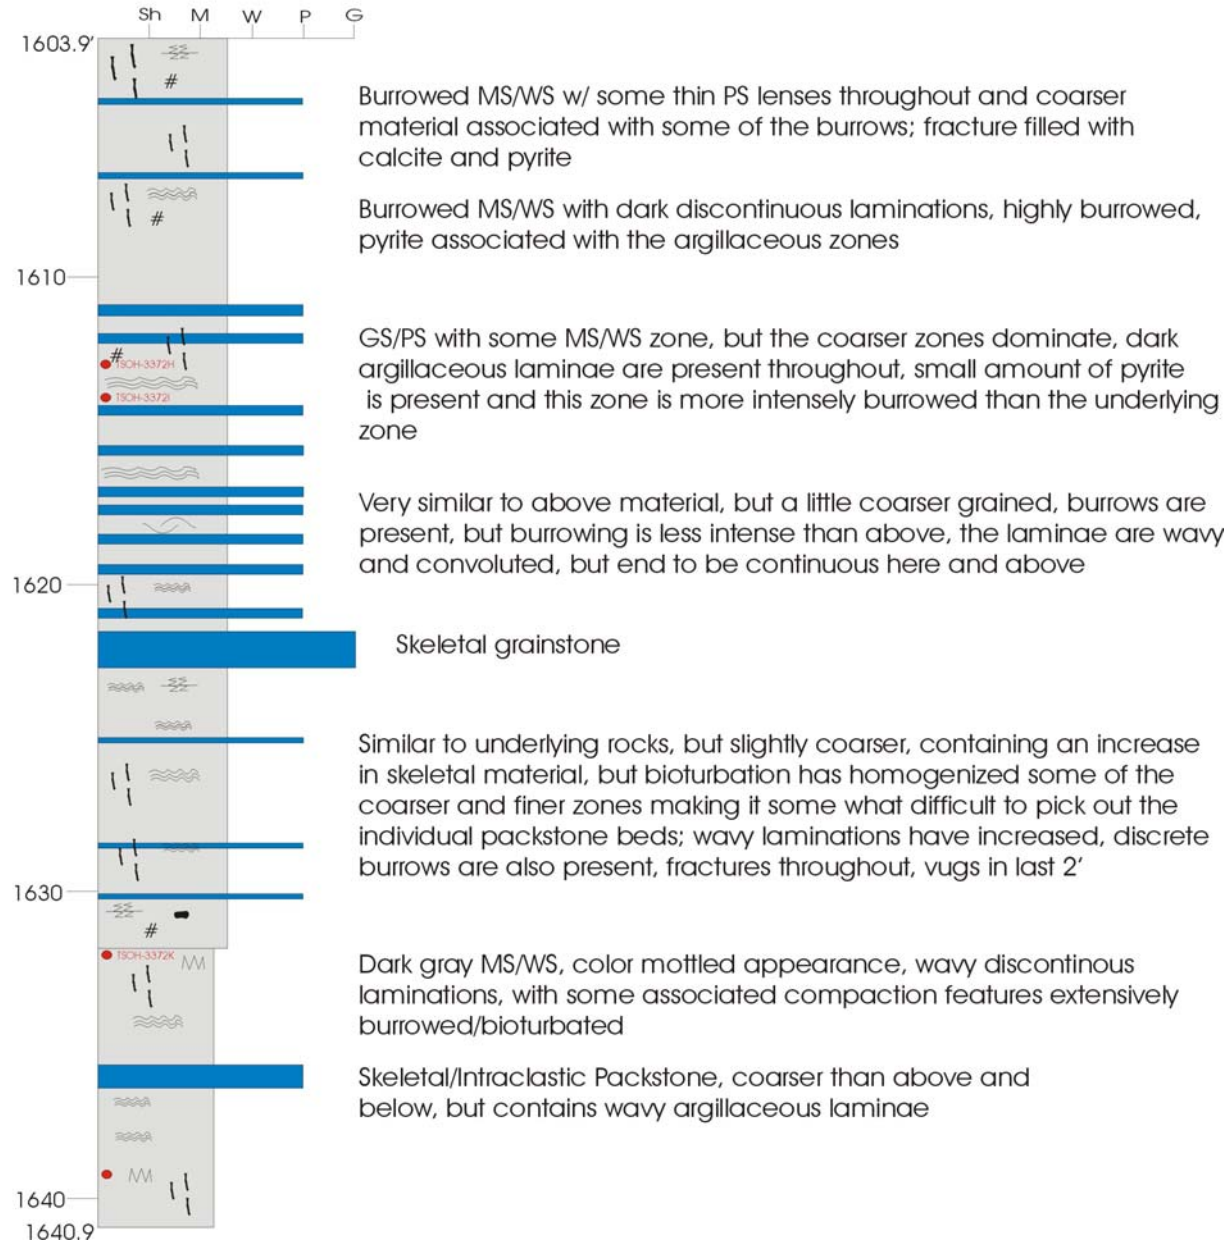 Sh M W P G
1603.9'
Burrowed MS/WS w/ some thin PS lenses throughout and coarser
material associated with some of the burrows; fracture filled with
calcite and pyrite
#
Burrowed MS/WS with dark discontinuous laminations, highly burrowed,
pyrite associated with the argillaceous zones
#
1610
GS/PS with some MS/WS zone, but the coarser zones dominate, dark
argillaceous laminae are present throughout, small amount of pyrite
is present and this zone is more intensely burrowed than the underlying
zone
#
TSOH-3372H
TSOH-3372I
Very similar to above material, but a little coarser grained, burrows are
present, but burrowing is less intense than above, the laminae are wavy
and convoluted, but end to be continuous here and above
1620
Skeletal grainstone
Similar to underlying rocks, but slightly coarser, containing an increase
in skeletal material, but bioturbation has homogenized some of the
coarser and finer zones making it some what difficult to pick out the
individual packstone beds; wavy laminations have increased, discrete
burrows are also present, fractures throughout, vugs in last 2'
1630
#
TSOH-3372K
Dark gray MS/WS, color mottled appearance, wavy discontinous
laminations, with some associated compaction features extensively
burrowed/bioturbated
Skeletal/Intraclastic Packstone, coarser than above and
below, but contains wavy argillaceous laminae
1640
1640.9